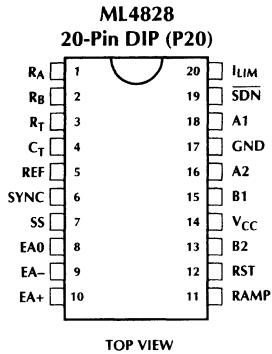 ML4828
20-Pin DIP (P20)
RA 1 20 ILIM
RB 2 19 SDN
RT 3 18 A1
CT 4 17 GND
REF 5 16 A2
SYNC 6 15 B1
SS 7 14 VCC
EA0 8 13 B2
EA− 9 12 RST
EA+ 10 11 RAMP
TOP VIEW